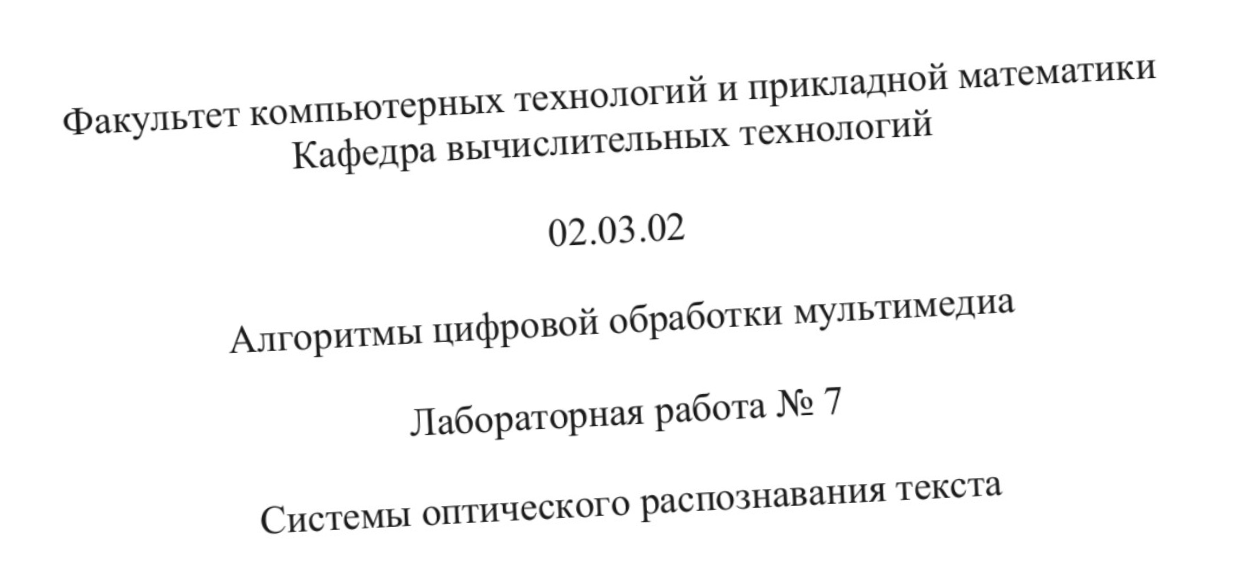 Факультет компьютерных технологий и прикладной математики
Кафедра вычислительных технологий
02.03.02
Алгоритмы цифровой обработки мультимедиа
Лабораторная работа № 7
Системы оптического распознавания текста